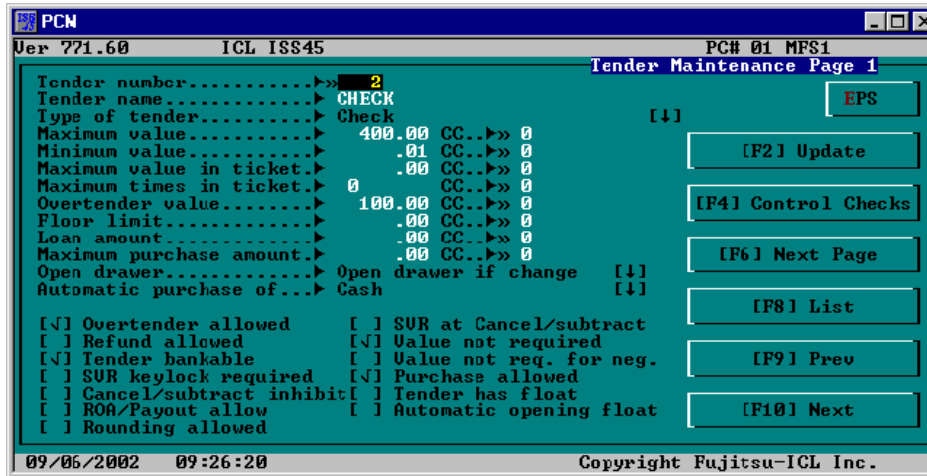 PCN
Ver 771.60 ICL ISS45 PC# 01 MFS1
Tender Maintenance Page 1
Tender number...........►» 2
Tender name.............► CHECK
EPS
Type of tender..........► Check [↓]
Maximum value...........► 400.00 CC..►» 0
Minimum value...........► .01 CC..►» 0
[F2] Update
Maximum value in ticket.► .00 CC..►» 0
Maximum times in ticket.► 0 CC..►» 0
Overtender value........► 100.00 CC..►» 0
[F4] Control Checks
Floor limit.............► .00 CC..►» 0
Loan amount.............► .00 CC..►» 0
Maximum purchase amount.► .00 CC..►» 0
[F6] Next Page
Open drawer.............► Open drawer if change [↓]
Automatic purchase of...► Cash [↓]
[F8] List
[√] Overtender allowed [ ] SVR at Cancel/subtract
[ ] Refund allowed [√] Value not required
[√] Tender bankable [ ] Value not req. for neg.
[F9] Prev
[ ] SVR keylock required [√] Purchase allowed
[ ] Cancel/subtract inhibit[ ] Tender has float
[ ] ROA/Payout allow [ ] Automatic opening float
[F10] Next
[ ] Rounding allowed
09/06/2002 09:26:20 Copyright Fujitsu-ICL Inc.